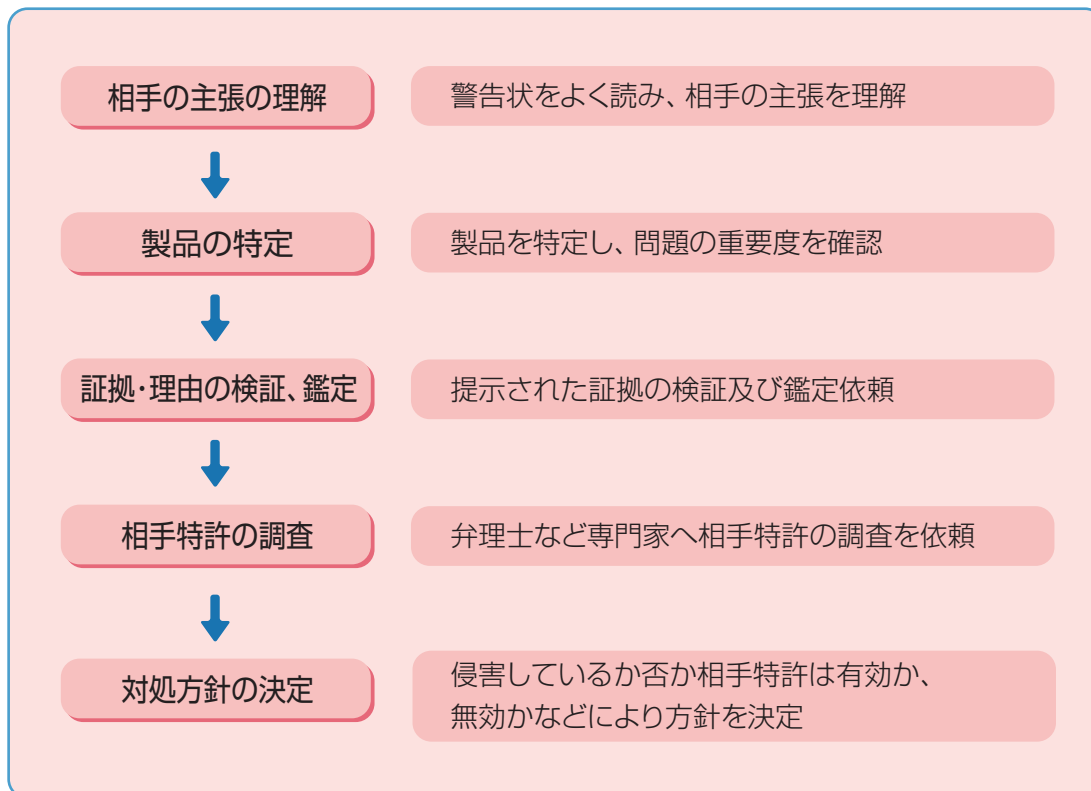 相手の主張の理解
警告状をよく読み、相手の主張を理解
製品の特定
製品を特定し、問題の重要度を確認
証拠・理由の検証、鑑定
提示された証拠の検証及び鑑定依頼
相手特許の調査
弁理士など専門家へ相手特許の調査を依頼
対処方針の決定
侵害しているか否か相手特許は有効か、
無効かなどにより方針を決定